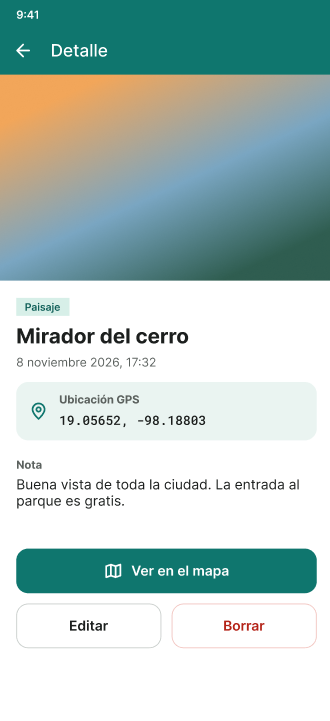 9:41
Detalle
Paisaje
Mirador del cerro
8 noviembre 2026, 17:32
Ubicación GPS
19.05652, -98.18803
Nota
Buena vista de toda la ciudad. La entrada al
parque es gratis.
Ver en el mapa
Editar
Borrar